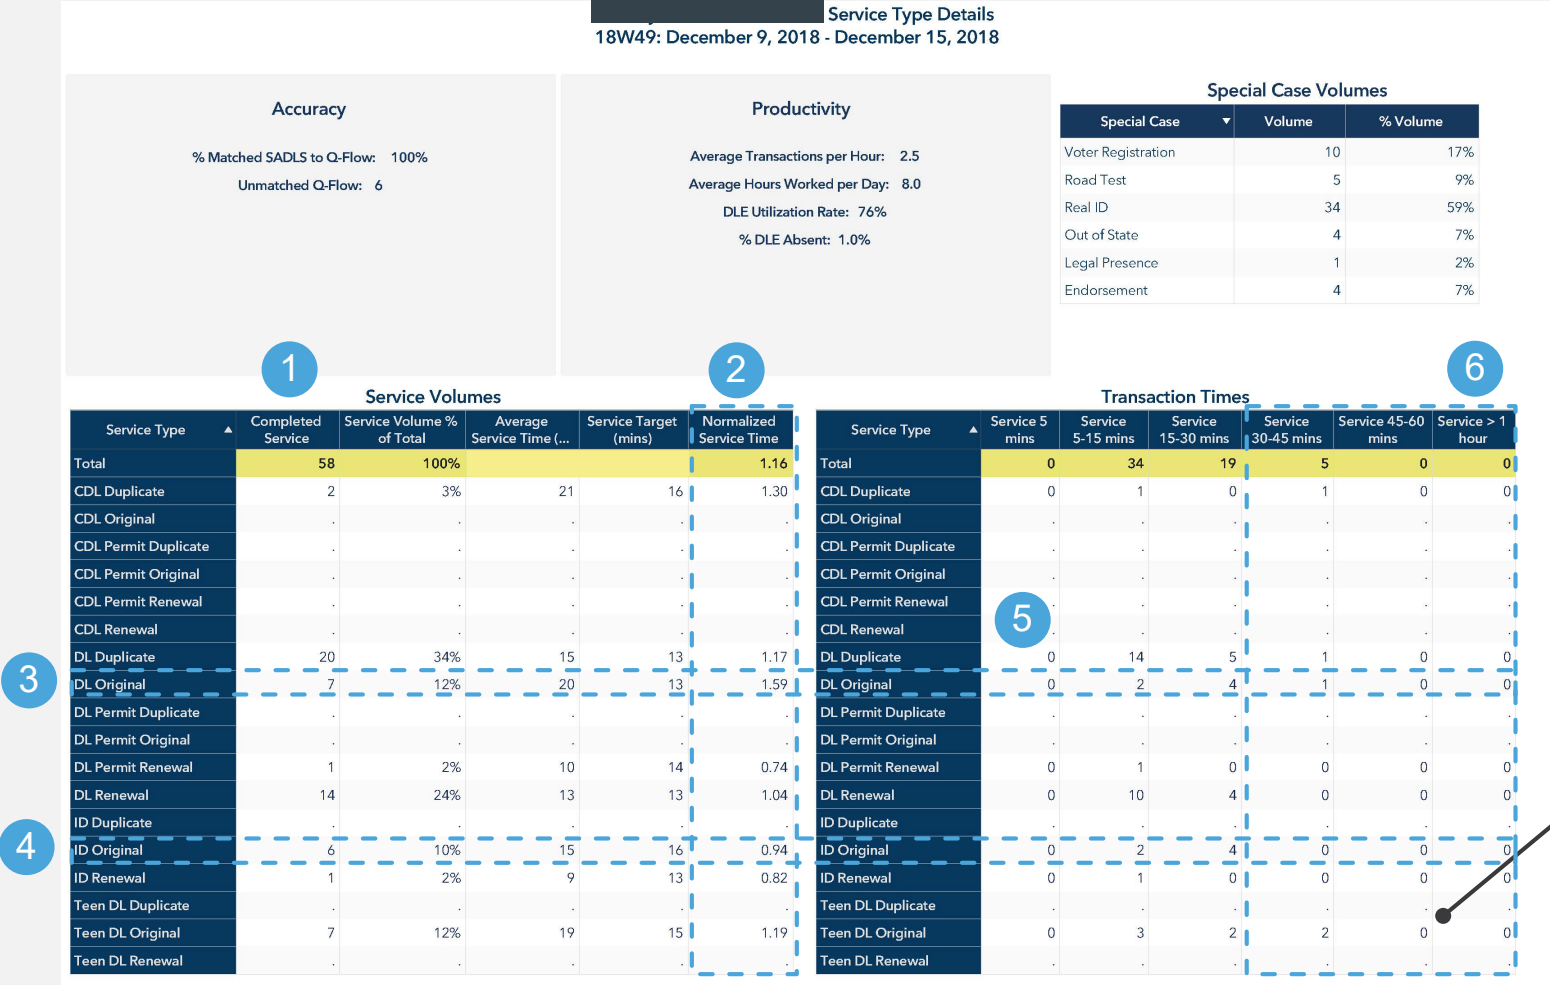 Service Type Details
18W49: December 9, 2018 - December 15, 2018
Accuracy
% Matched SADLS to Q-Flow: 100%
Unmatched Q-Flow: 6
Productivity
Average Transactions per Hour: 2.5
Average Hours Worked per Day: 8.0
DLE Utilization Rate: 76%
% DLE Absent: 1.0%
Special Case Volumes
Special Case ▼ Volume % Volume
Voter Registration 10 17%
Road Test 5 9%
Real ID 34 59%
Out of State 4 7%
Legal Presence 1 2%
Endorsement 4 7%
1
2
6
Service Volumes
Service Type ▲ Completed Service Service Volume % of Total Average Service Time (... Service Target (mins) Normalized Service Time
Total 58 100% 1.16
CDL Duplicate 2 3% 21 16 1.30
CDL Original . . . . .
CDL Permit Duplicate . . . . .
CDL Permit Original . . . . .
CDL Permit Renewal . . . . .
CDL Renewal . . . . .
DL Duplicate 20 34% 15 13 1.17
3
DL Original 7 12% 20 13 1.59
DL Permit Duplicate . . . . .
DL Permit Original . . . . .
DL Permit Renewal 1 2% 10 14 0.74
DL Renewal 14 24% 13 13 1.04
ID Duplicate . . . . .
4
ID Original 6 10% 15 16 0.94
ID Renewal 1 2% 9 13 0.82
Teen DL Duplicate . . . . .
Teen DL Original 7 12% 19 15 1.19
Teen DL Renewal . . . . .
Transaction Times
Service Type ▲ Service 5 mins Service 5-15 mins Service 15-30 mins Service 30-45 mins Service 45-60 mins Service > 1 hour
Total 0 34 19 5 0 0
CDL Duplicate 0 1 0 1 0 0
CDL Original . . . . . .
CDL Permit Duplicate . . . . . .
CDL Permit Original . . . . . .
CDL Permit Renewal . . . . . .
5
CDL Renewal . . . . . .
DL Duplicate 0 14 5 1 0 0
DL Original 0 2 4 1 0 0
DL Permit Duplicate . . . . . .
DL Permit Original . . . . . .
DL Permit Renewal 0 1 0 0 0 0
DL Renewal 0 10 4 0 0 0
ID Duplicate . . . . . .
ID Original 0 2 4 0 0 0
ID Renewal 0 1 0 0 0 0
Teen DL Duplicate . . . . . .
Teen DL Original 0 3 2 2 0 0
Teen DL Renewal . . . . . .